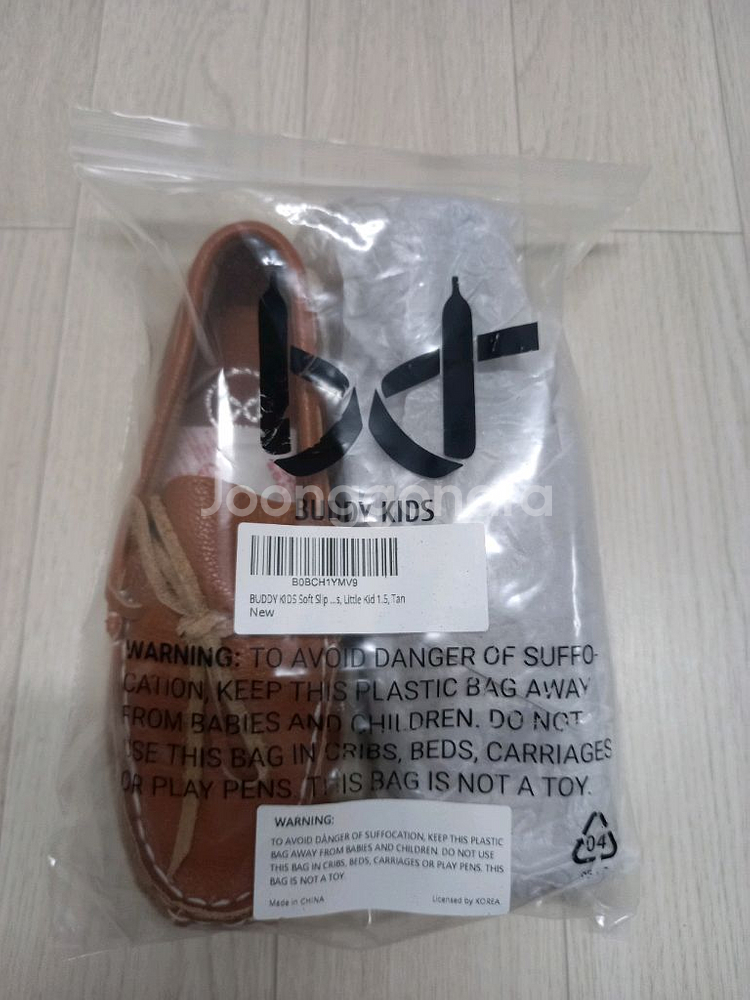 Joonggonara
BUDDY KIDS
B0BCH1YMV9
BUDDY KIDS Soft Slip ...s, Little Kid 1.5, Tan
New
WARNING: TO AVOID DANGER OF SUFFO-
CATION, KEEP THIS PLASTIC BAG AWAY
FROM BABIES AND CHILDREN. DO NOT
USE THIS BAG IN CRIBS, BEDS, CARRIAGES
OR PLAY PENS. THIS BAG IS NOT A TOY.
WARNING:
TO AVOID DANGER OF SUFFOCATION, KEEP THIS PLASTIC
BAG AWAY FROM BABIES AND CHILDREN. DO NOT USE
THIS BAG IN CRIBS, BEDS, CARRIAGES OR PLAY PENS. THIS
BAG IS NOT A TOY.
Made in CHINA Licensed by KOREA
04